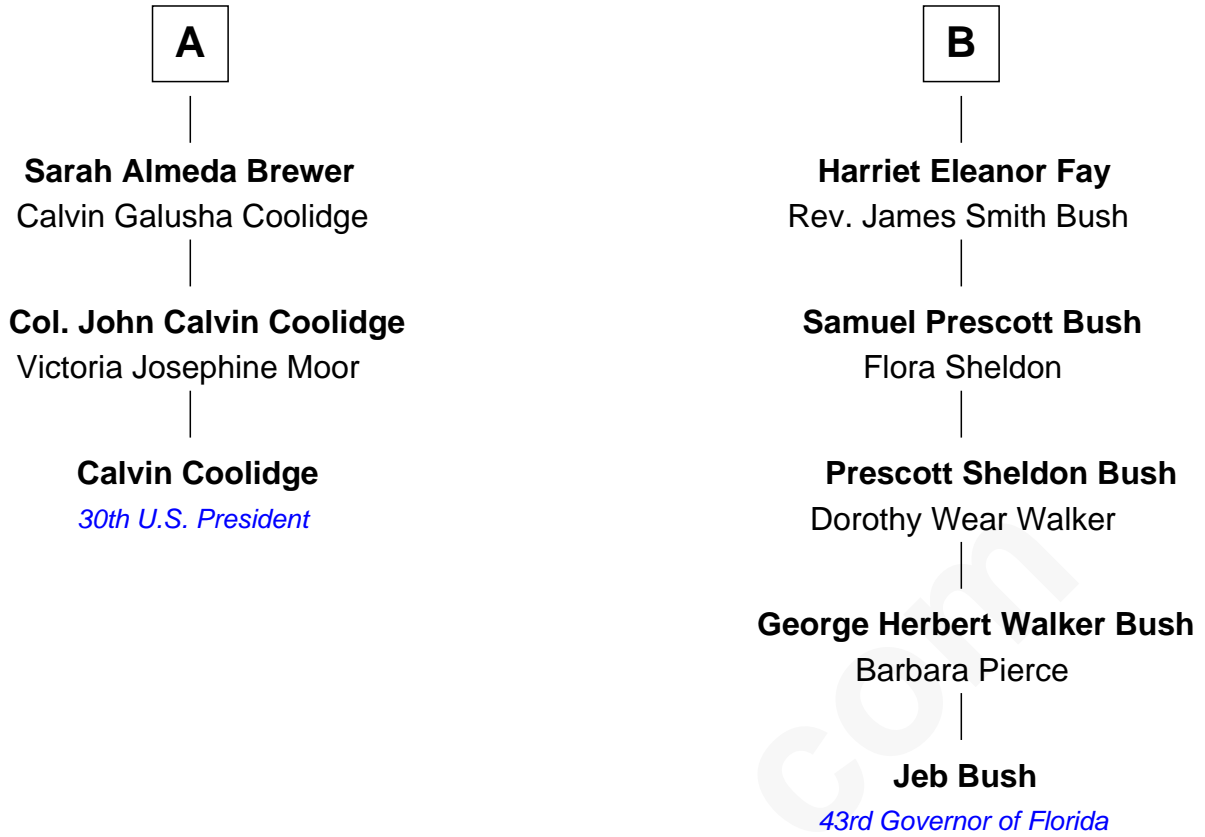 A
Sarah Almeda Brewer
Calvin Galusha Coolidge
Col. John Calvin Coolidge
Victoria Josephine Moor
Calvin Coolidge
30th U.S. President
B
Harriet Eleanor Fay
Rev. James Smith Bush
Samuel Prescott Bush
Flora Sheldon
Prescott Sheldon Bush
Dorothy Wear Walker
George Herbert Walker Bush
Barbara Pierce
Jeb Bush
43rd Governor of Florida
com